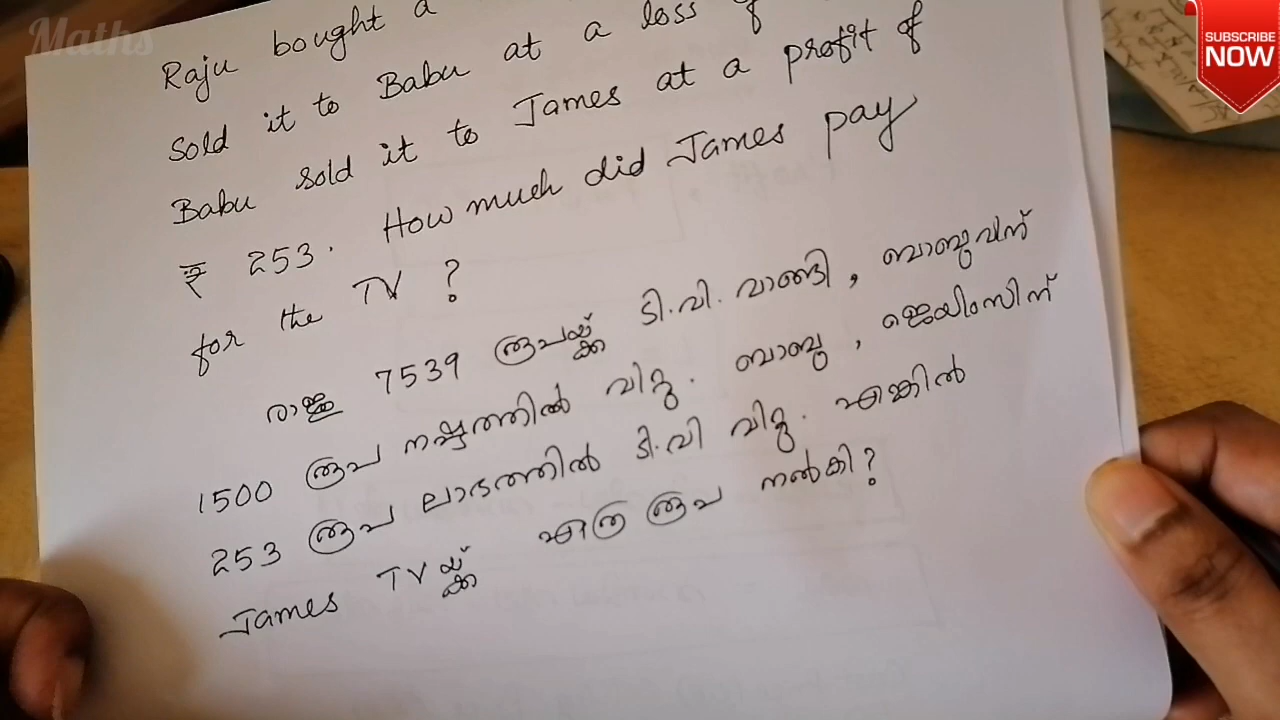 Maths
SUBSCRIBE
NOW
Raju bought a
sold it to Babu at a loss of
Babu sold it to James at a profit of
₹ 253. How much did James pay
for the TV ?
രാജു 7539 രൂപയ്ക്ക് ടി.വി. വാങ്ങി, ബാബുവിന്
1500 രൂപ നഷ്ടത്തിൽ വിറ്റു. ബാബു, ജെയിംസിന്
253 രൂപ ലാഭത്തിൽ ടി.വി വിറ്റു. എങ്കിൽ
James TV യ്ക്ക് എത്ര രൂപ നൽകി?